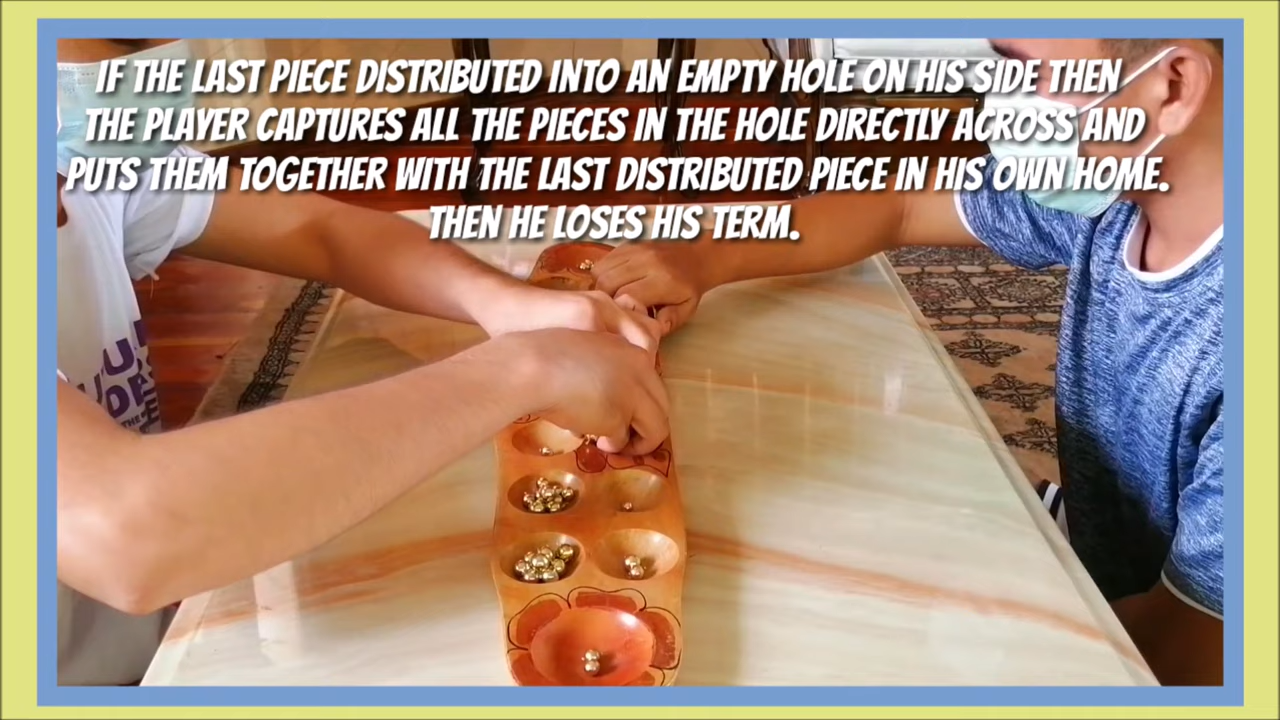 IF THE LAST PIECE DISTRIBUTED INTO AN EMPTY HOLE ON HIS SIDE THEN
THE PLAYER CAPTURES ALL THE PIECES IN THE HOLE DIRECTLY ACROSS AND
PUTS THEM TOGETHER WITH THE LAST DISTRIBUTED PIECE IN HIS OWN HOME.
THEN HE LOSES HIS TERM.